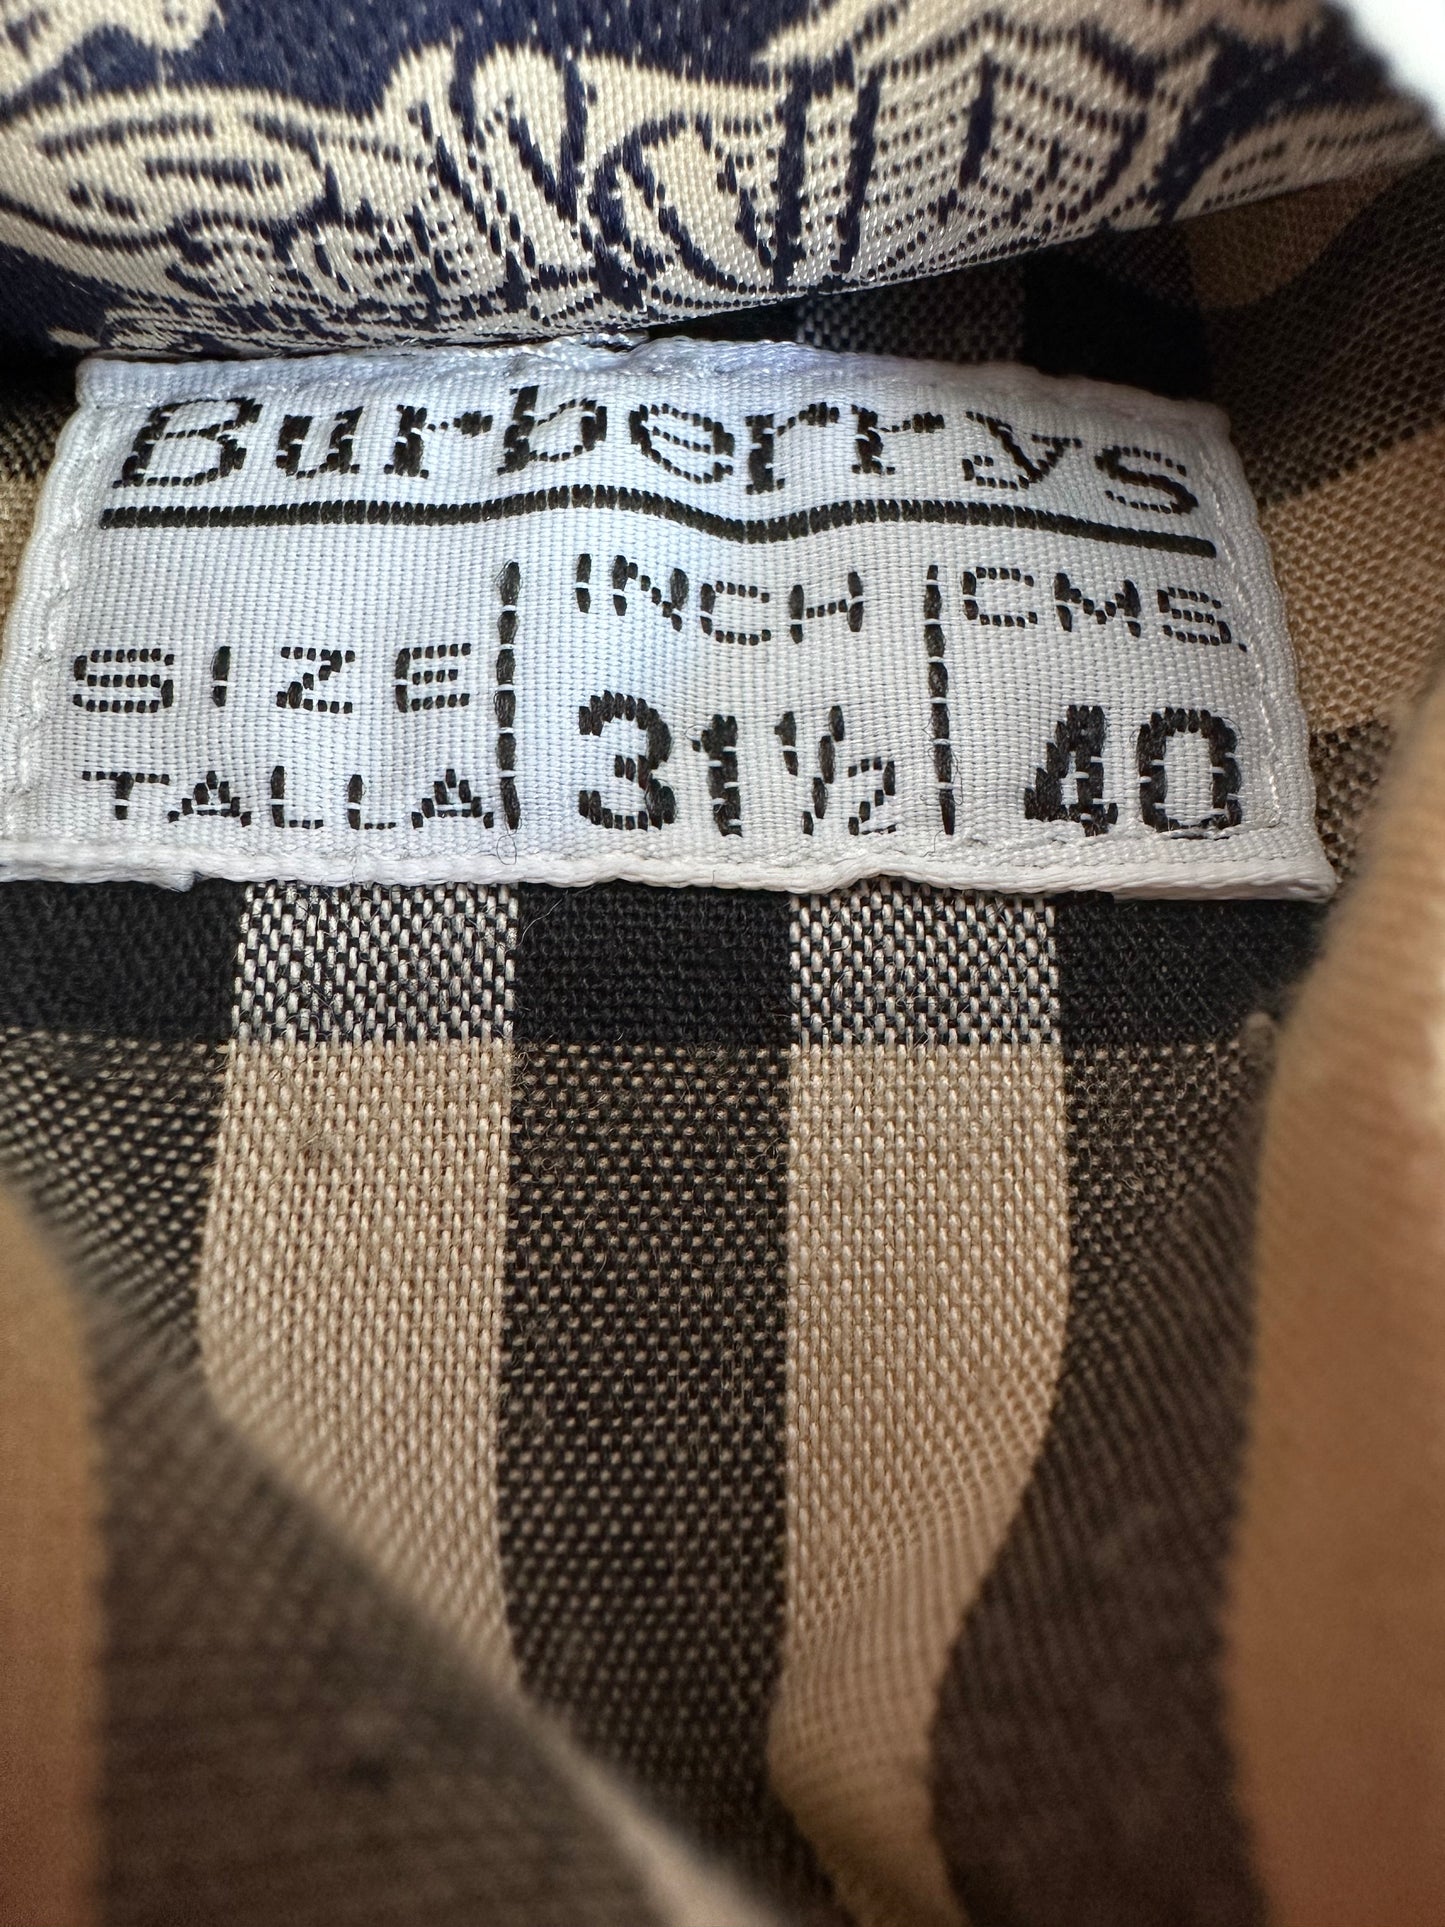 Burberrys
INCH CMS.
SIZE
31½ 40
TALLA